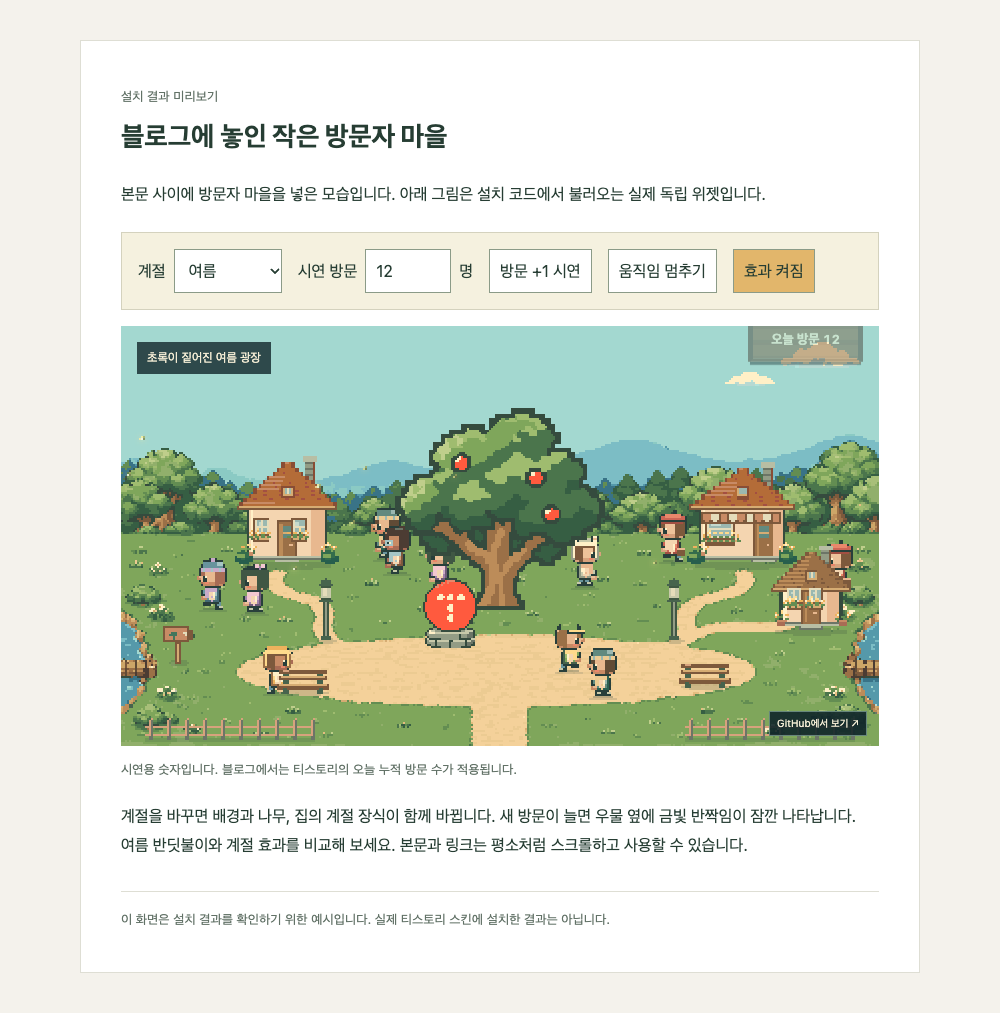 설치 결과 미리보기
블로그에 놓인 작은 방문자 마을
본문 사이에 방문자 마을을 넣은 모습입니다. 아래 그림은 설치 코드에서 불러오는 실제 독립 위젯입니다.
계절 여름 시연 방문 12 명 방문 +1 시연 움직임 멈추기 효과 켜짐
초록이 짙어진 여름 광장
오늘 방문 12
GitHub에서 보기 ↗
시연용 숫자입니다. 블로그에서는 티스토리의 오늘 누적 방문 수가 적용됩니다.
계절을 바꾸면 배경과 나무, 집의 계절 장식이 함께 바뀝니다. 새 방문이 늘면 우물 옆에 금빛 반짝임이 잠깐 나타납니다.
여름 반딧불이와 계절 효과를 비교해 보세요. 본문과 링크는 평소처럼 스크롤하고 사용할 수 있습니다.
이 화면은 설치 결과를 확인하기 위한 예시입니다. 실제 티스토리 스킨에 설치한 결과는 아닙니다.